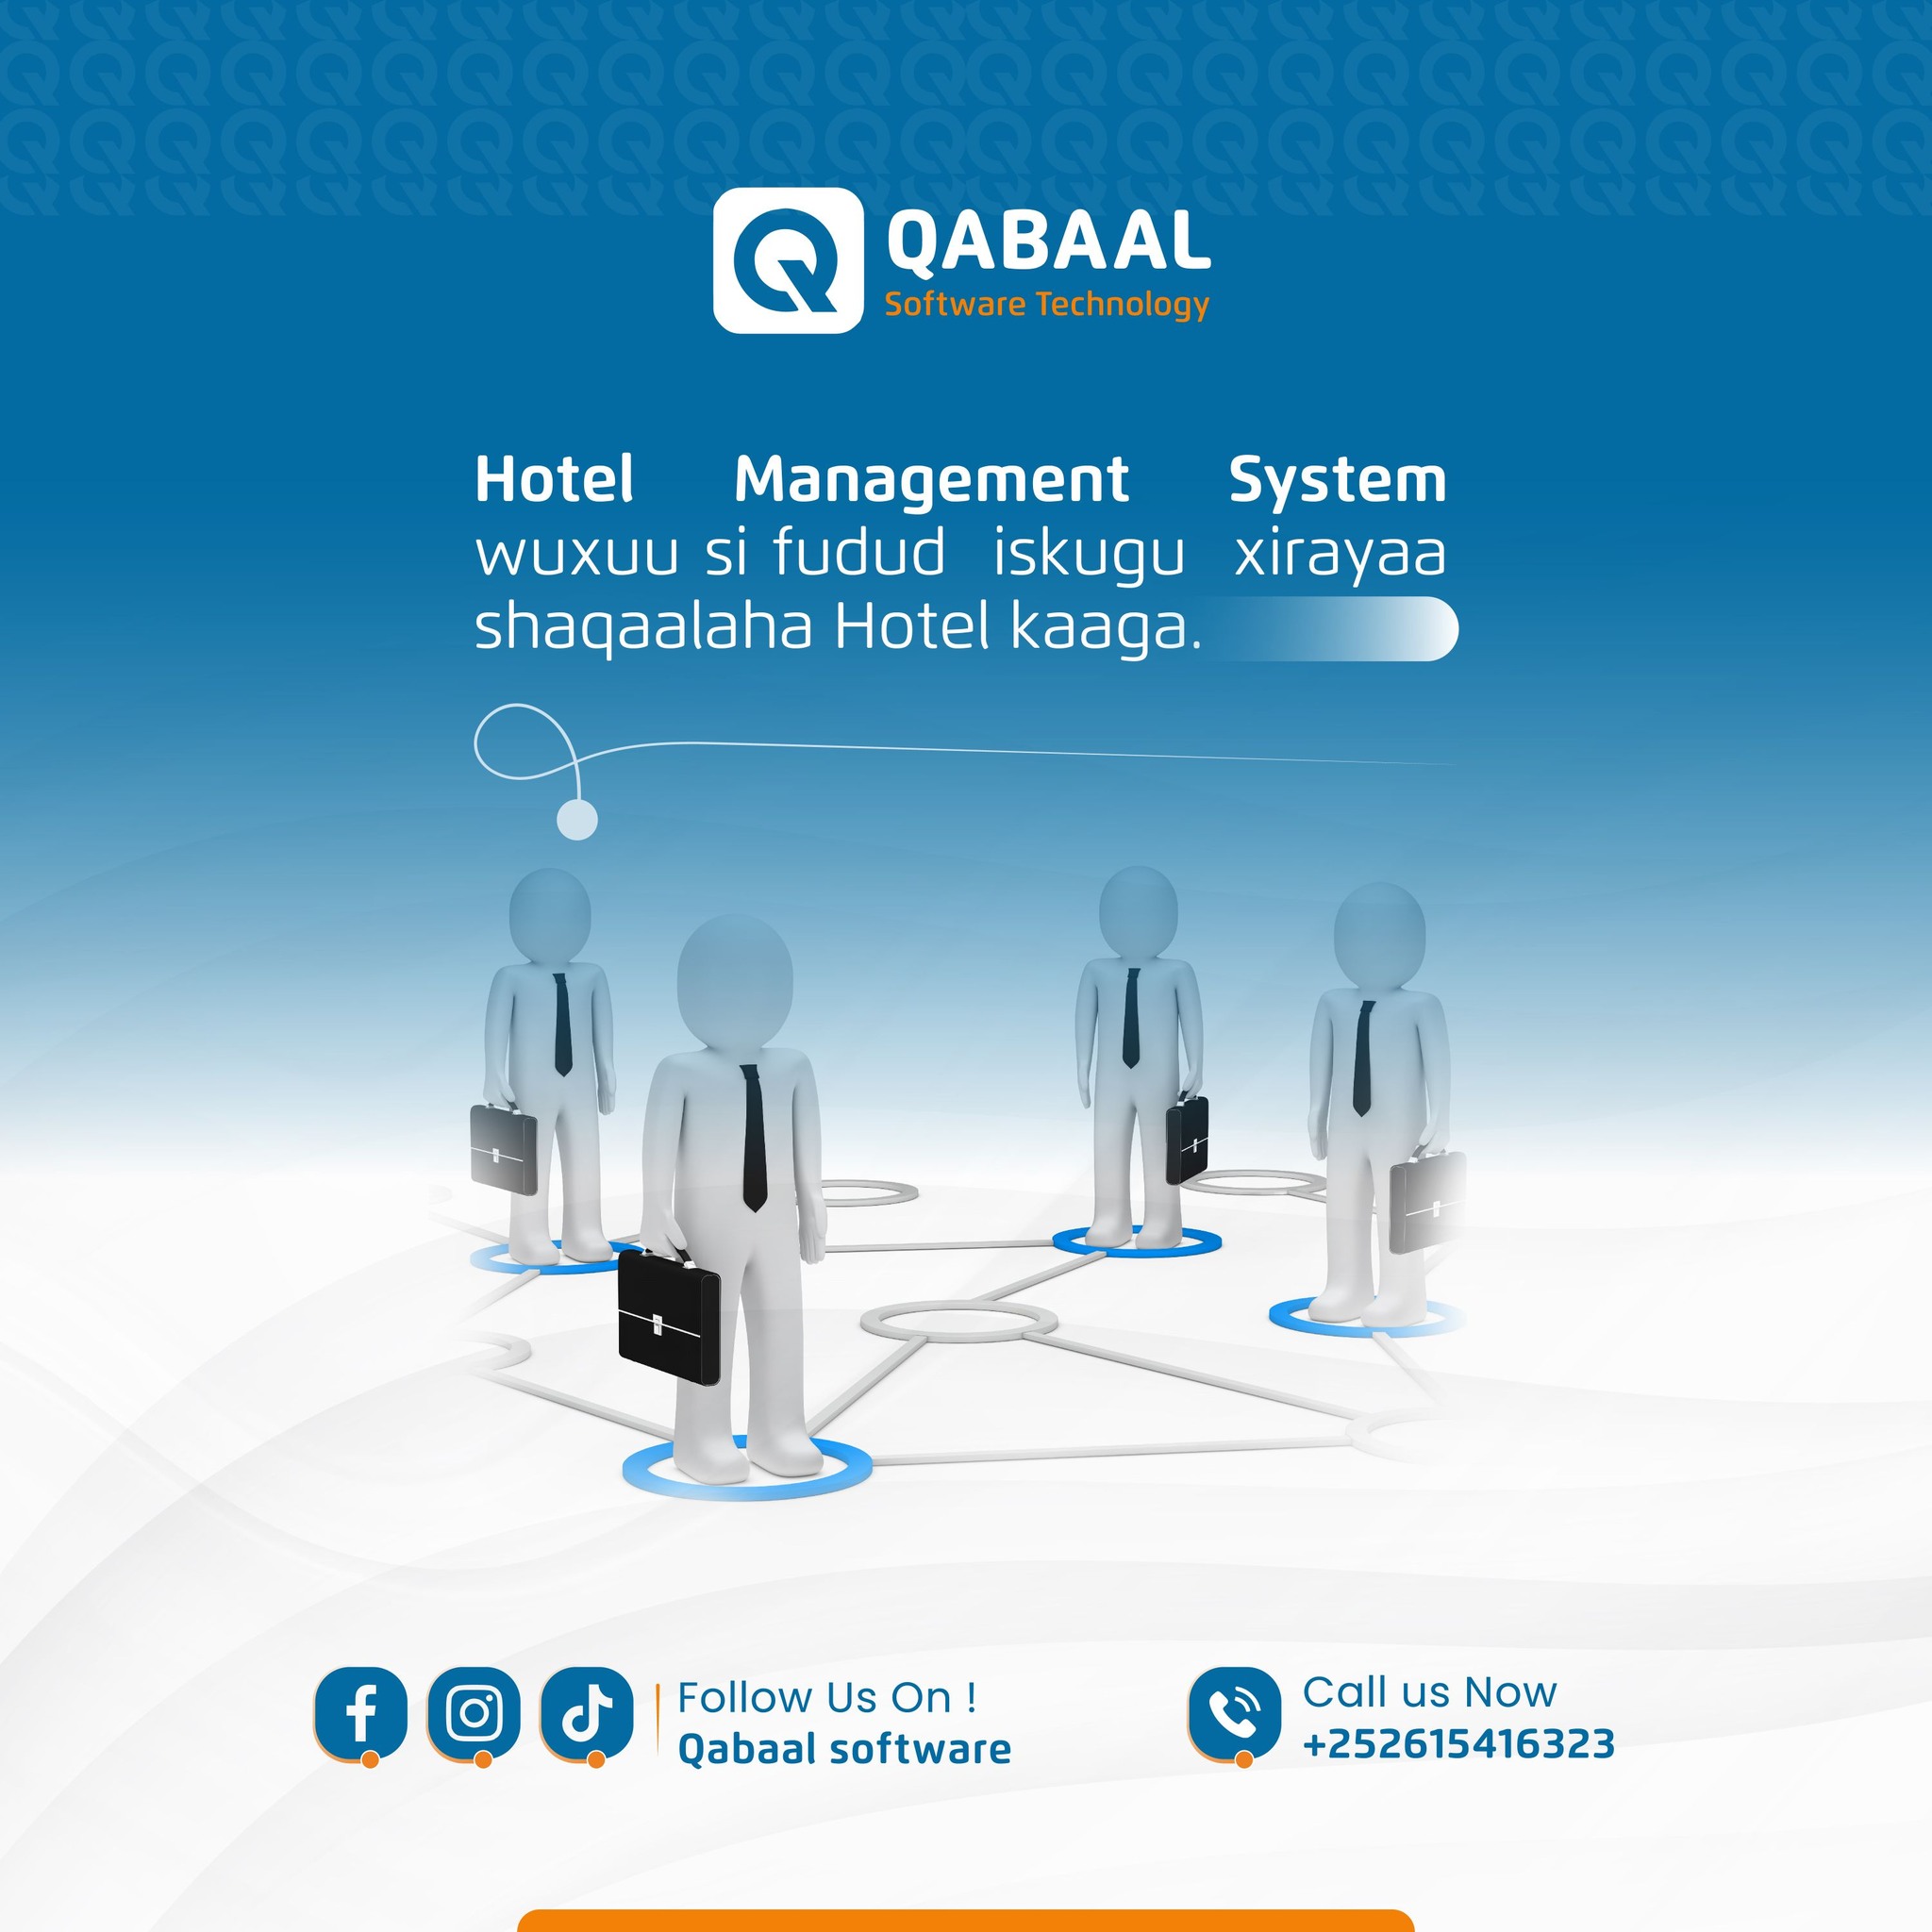 QABAAL
Software Technology
Hotel Management System
wuxuu si fudud iskugu xirayaa
shaqaalaha Hotel kaaga.
Follow Us On !
Qabaal software
Call us Now
+252615416323